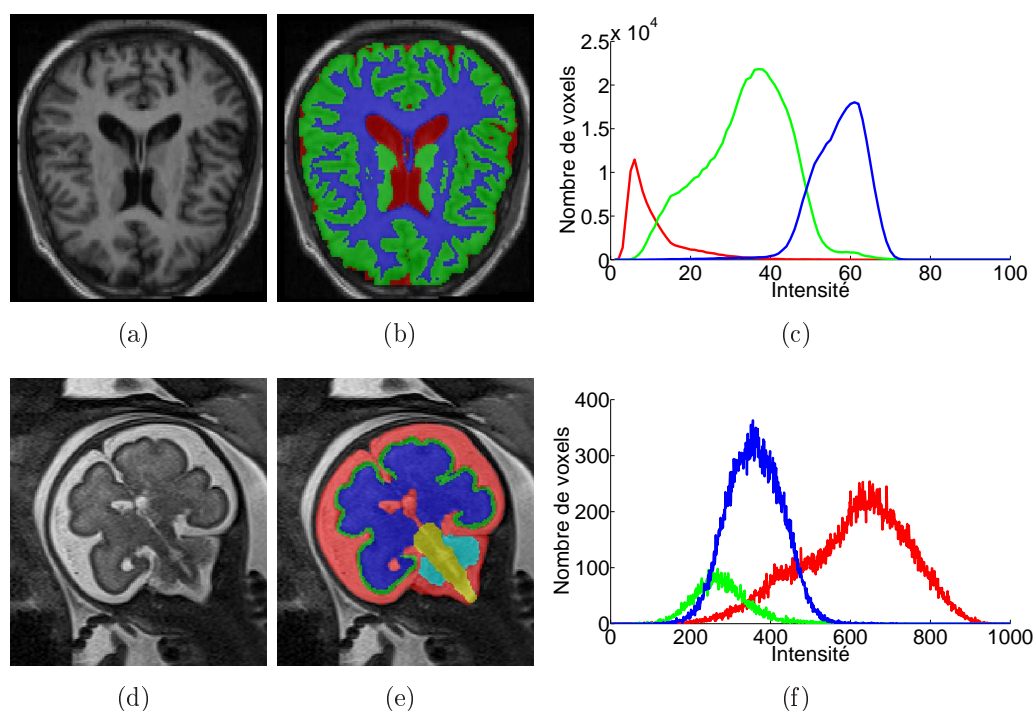 x 10^4
2.5
2
1.5
1
0.5
0
Nombre de voxels
0 20 40 60 80 100
Intensité
(a) (b) (c)
400
300
200
100
0
Nombre de voxels
0 200 400 600 800 1000
Intensité
(d) (e) (f)